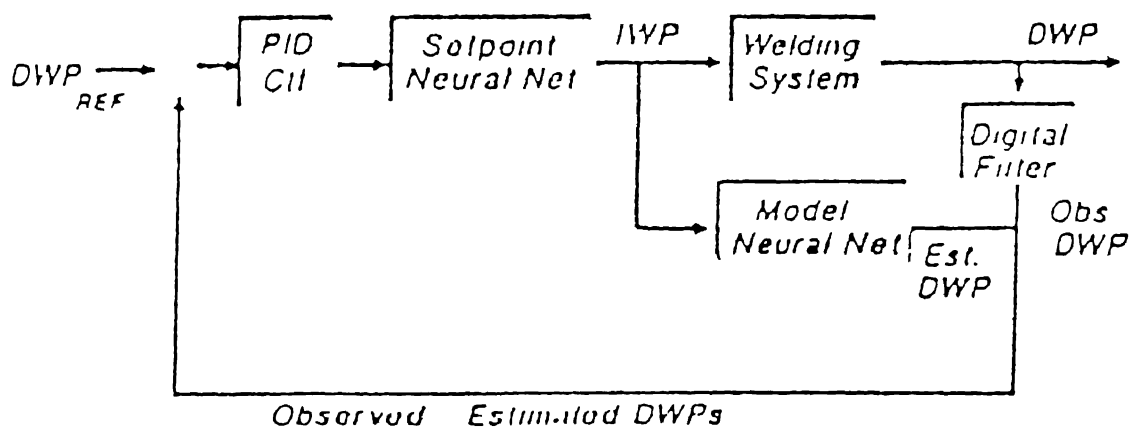 DWP REF
PID
Ctl
Sotpoint
Neural Net
IWP
Welding
System
DWP
Digital
Filter
Model
Neural Net
Est.
DWP
Obs
DWP
Observed Estimated DWPs